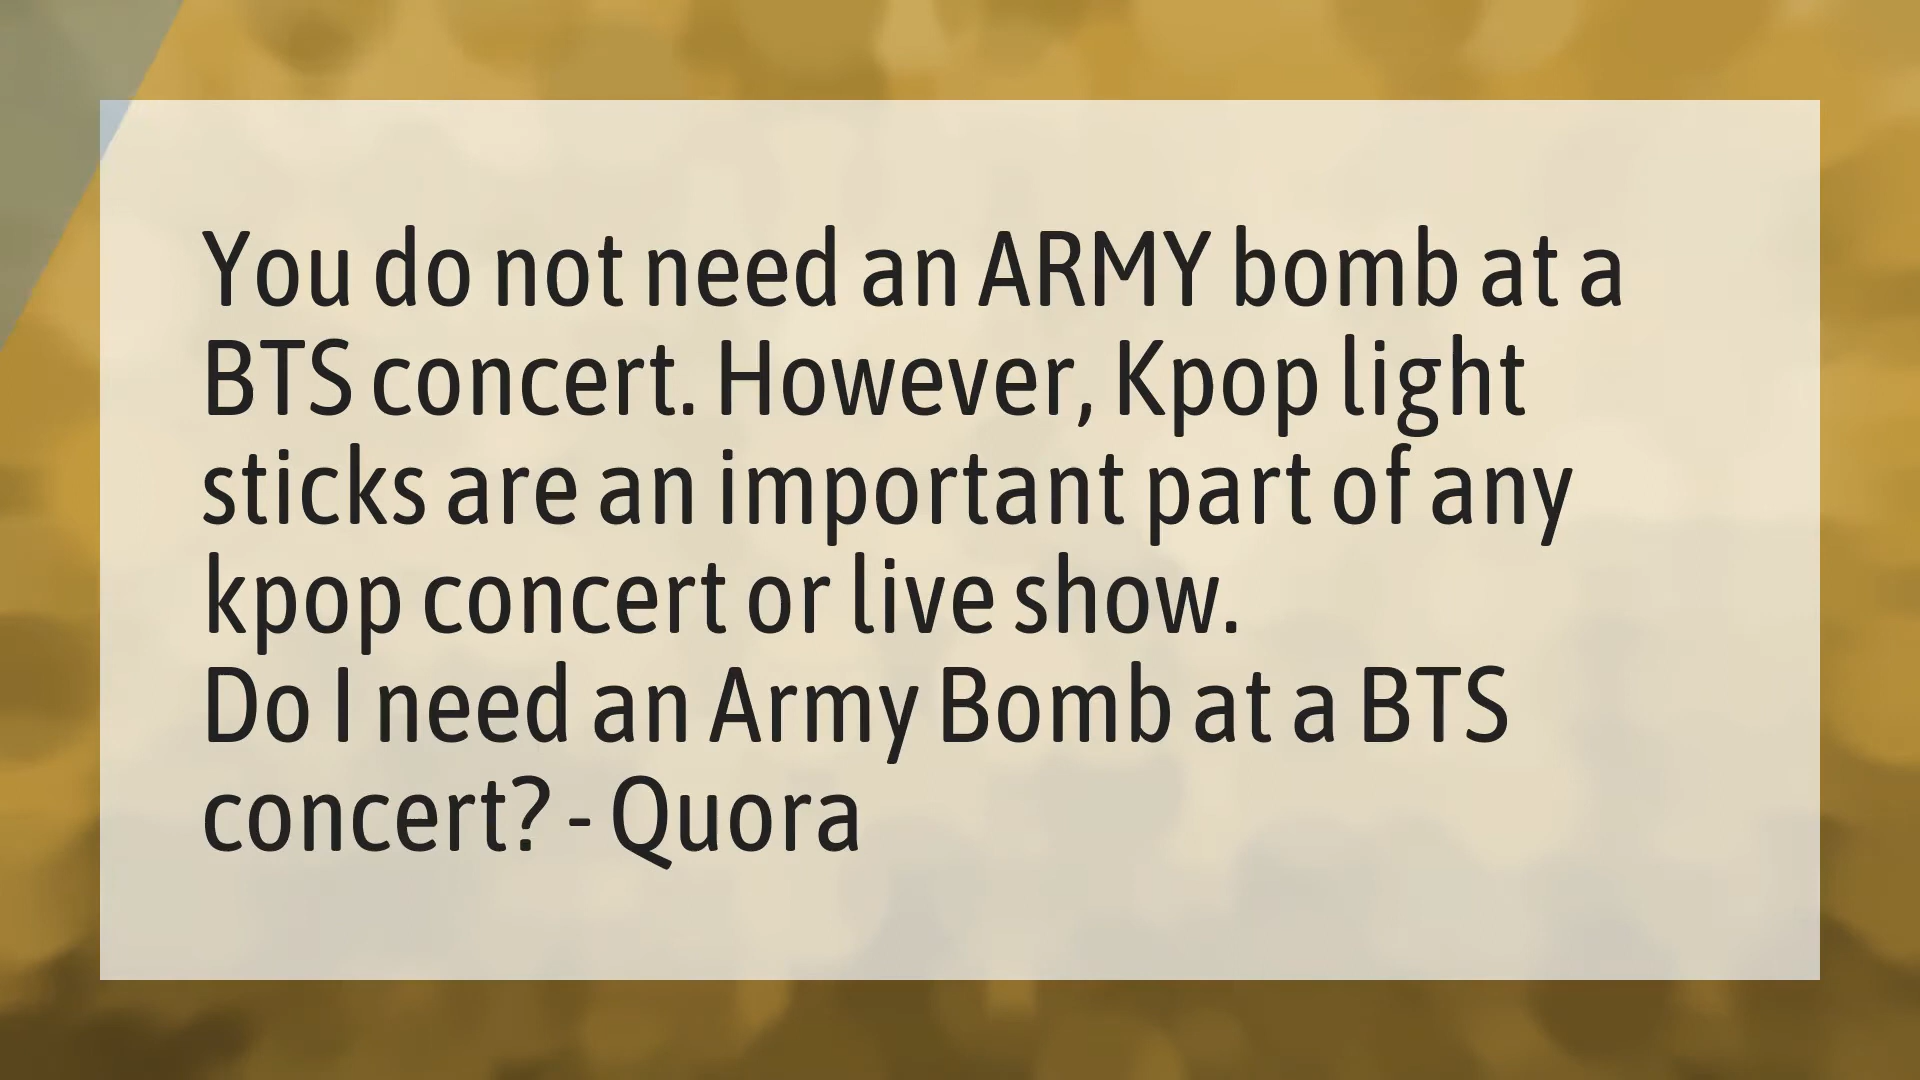 You do not need an ARMY bomb at a
BTS concert. However, Kpop light
sticks are an important part of any
kpop concert or live show.
Do I need an Army Bomb at a BTS
concert? - Quora